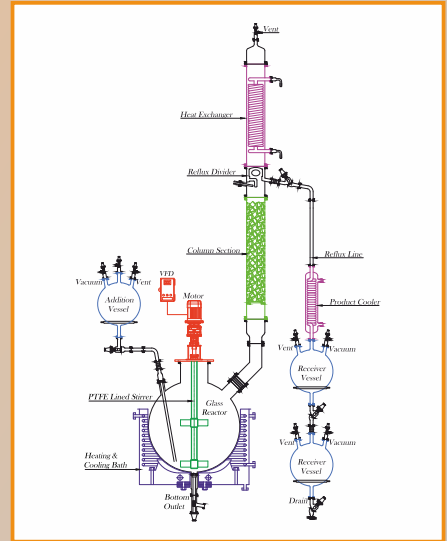 Vent
Heat Exchanger
Reflux Divider
Column Section
Reflux Line
VFD
Vacuum
Vent
Addition
Vessel
Motor
Product Cooler
Vent
Vacuum
Receiver
Vessel
PTFE Lined Stirrer
Glass
Reactor
Vent
Vacuum
Heating &
Cooling Bath
Receiver
Vessel
Bottom
Outlet
Drain